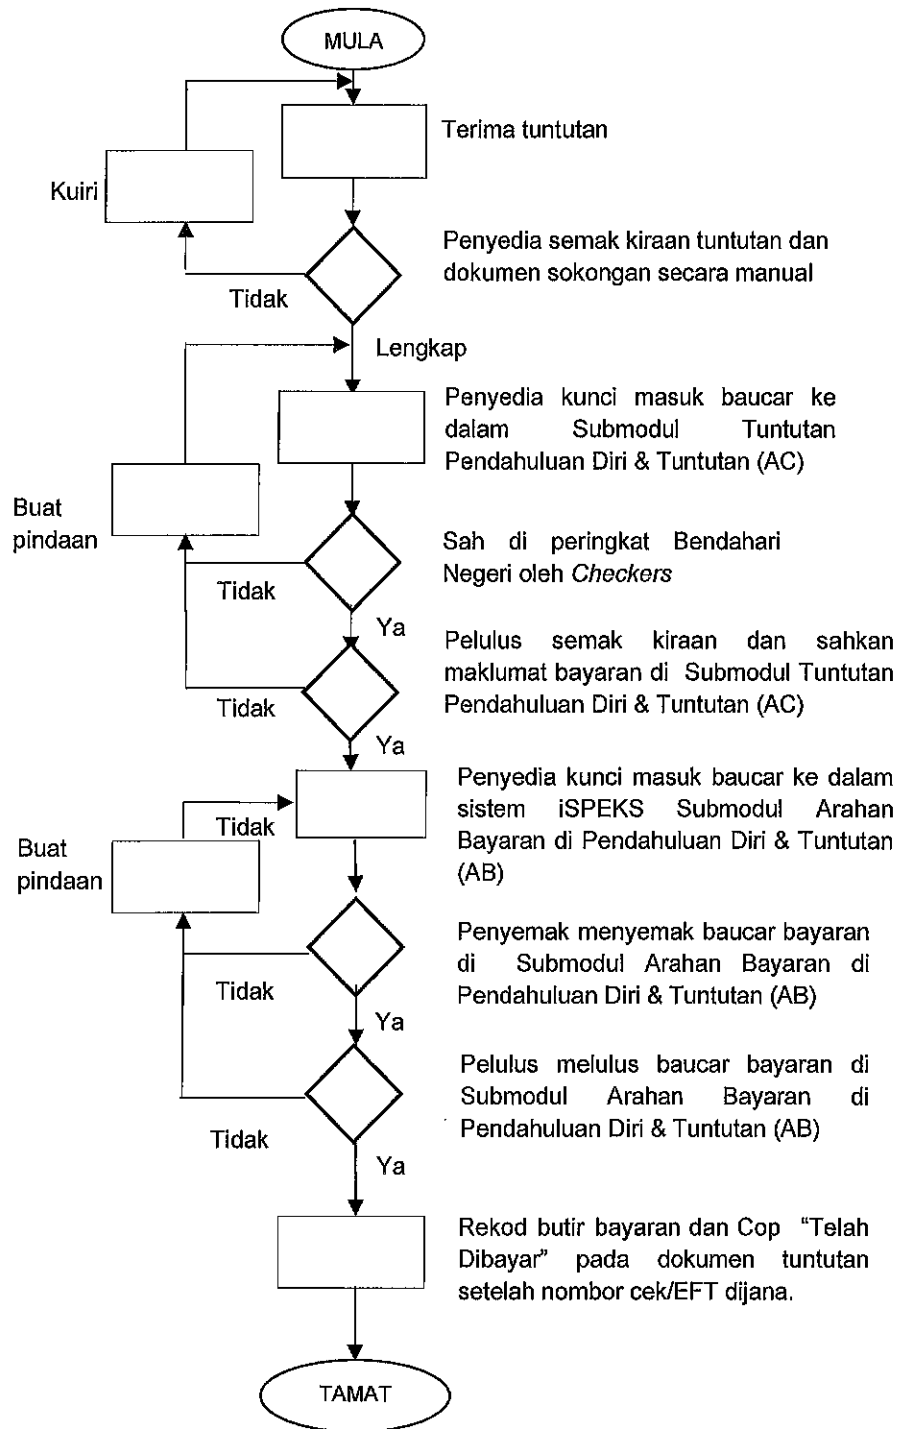 MULA
Terima tuntutan
Kuiri
Penyedia semak kiraan tuntutan dan
dokumen sokongan secara manual
Tidak
Lengkap
Penyedia kunci masuk baucar ke
dalam Submodul Tuntutan
Pendahuluan Diri & Tuntutan (AC)
Buat
pindaan
Sah di peringkat Bendahari
Negeri oleh Checkers
Tidak
Ya
Pelulus semak kiraan dan sahkan
maklumat bayaran di Submodul Tuntutan
Pendahuluan Diri & Tuntutan (AC)
Tidak
Ya
Penyedia kunci masuk baucar ke dalam
sistem iSPEKS Submodul Arahan
Bayaran di Pendahuluan Diri & Tuntutan
(AB)
Tidak
Buat
pindaan
Penyemak menyemak baucar bayaran
di Submodul Arahan Bayaran di
Pendahuluan Diri & Tuntutan (AB)
Tidak
Ya
Pelulus melulus baucar bayaran di
Submodul Arahan Bayaran di
Pendahuluan Diri & Tuntutan (AB)
Tidak
Ya
Rekod butir bayaran dan Cop "Telah
Dibayar" pada dokumen tuntutan
setelah nombor cek/EFT dijana.
TAMAT